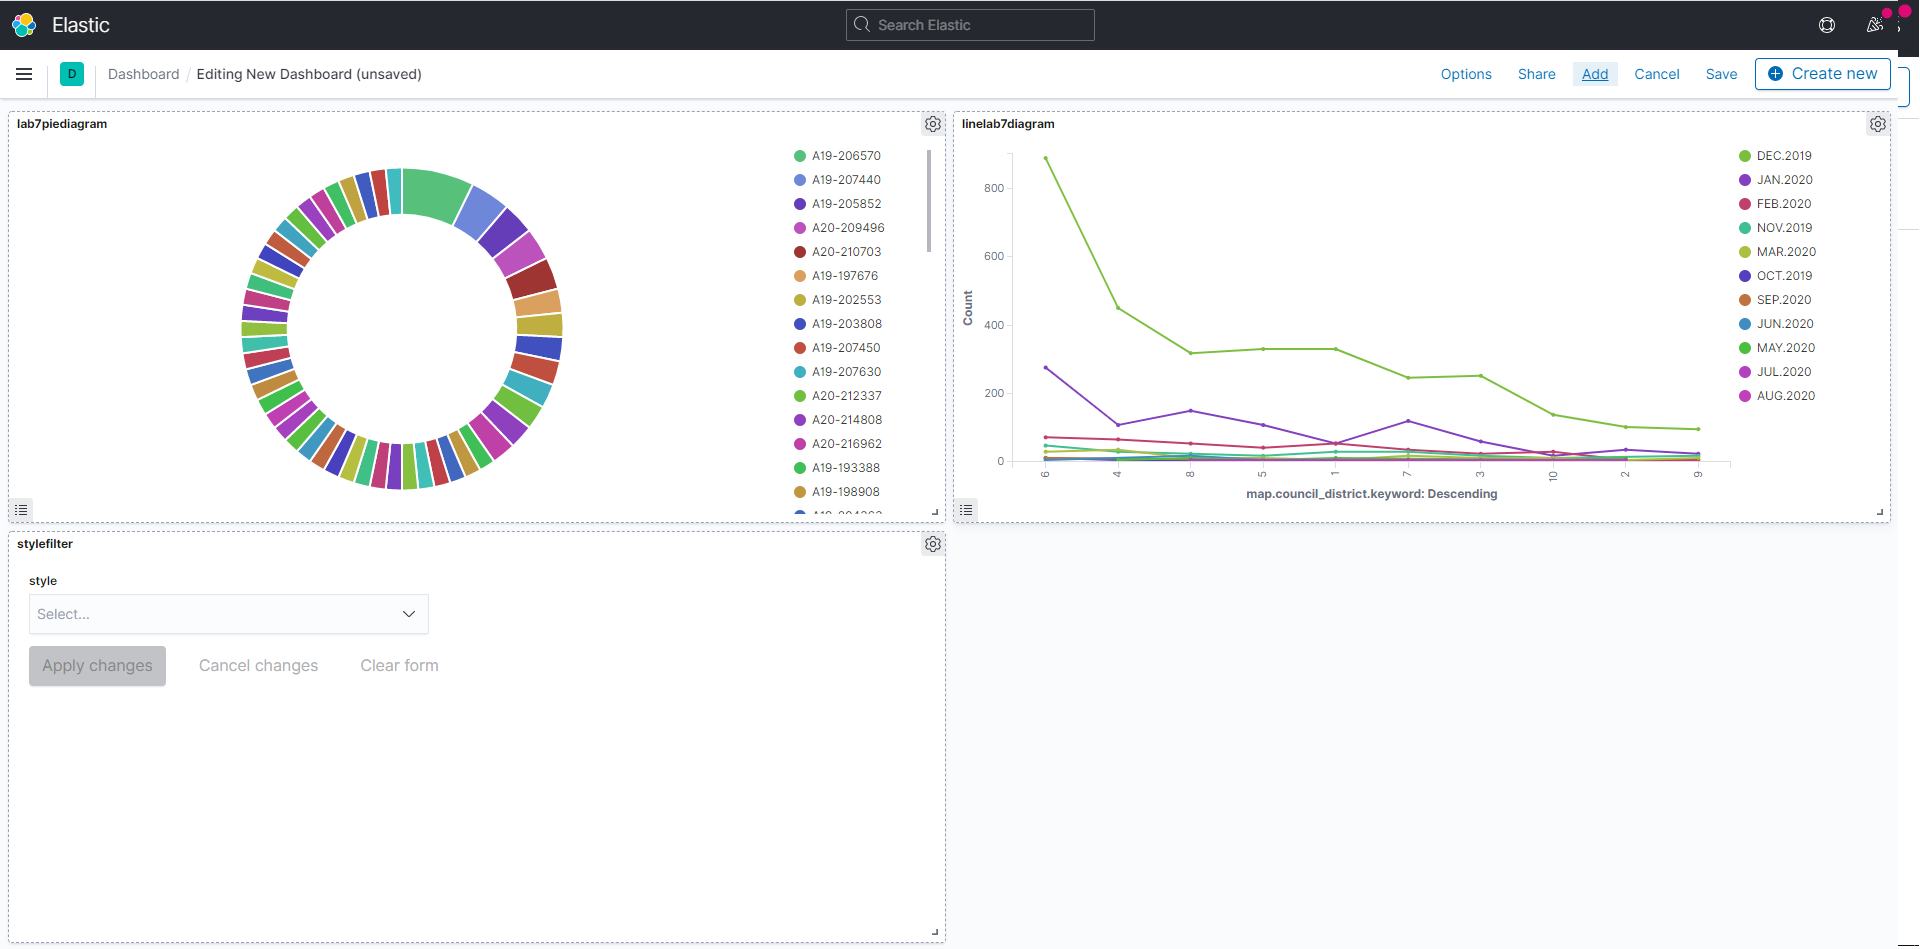 Elastic
Search Elastic
D
Dashboard / Editing New Dashboard (unsaved)
Options
Share
Add
Cancel
Save
Create new
lab7piediagram
A19-206570
A19-207440
A19-205852
A20-209496
A20-210703
A19-197676
A19-202553
A19-203808
A19-207450
A19-207630
A20-212337
A20-214808
A20-216962
A19-193388
A19-198908
linelab7diagram
800
600
400
200
0
Count
6 4 8 5 1 7 3 10 2 9
map.council_district.keyword: Descending
DEC.2019
JAN.2020
FEB.2020
NOV.2019
MAR.2020
OCT.2019
SEP.2020
JUN.2020
MAY.2020
JUL.2020
AUG.2020
stylefilter
style
Select...
Apply changes
Cancel changes
Clear form